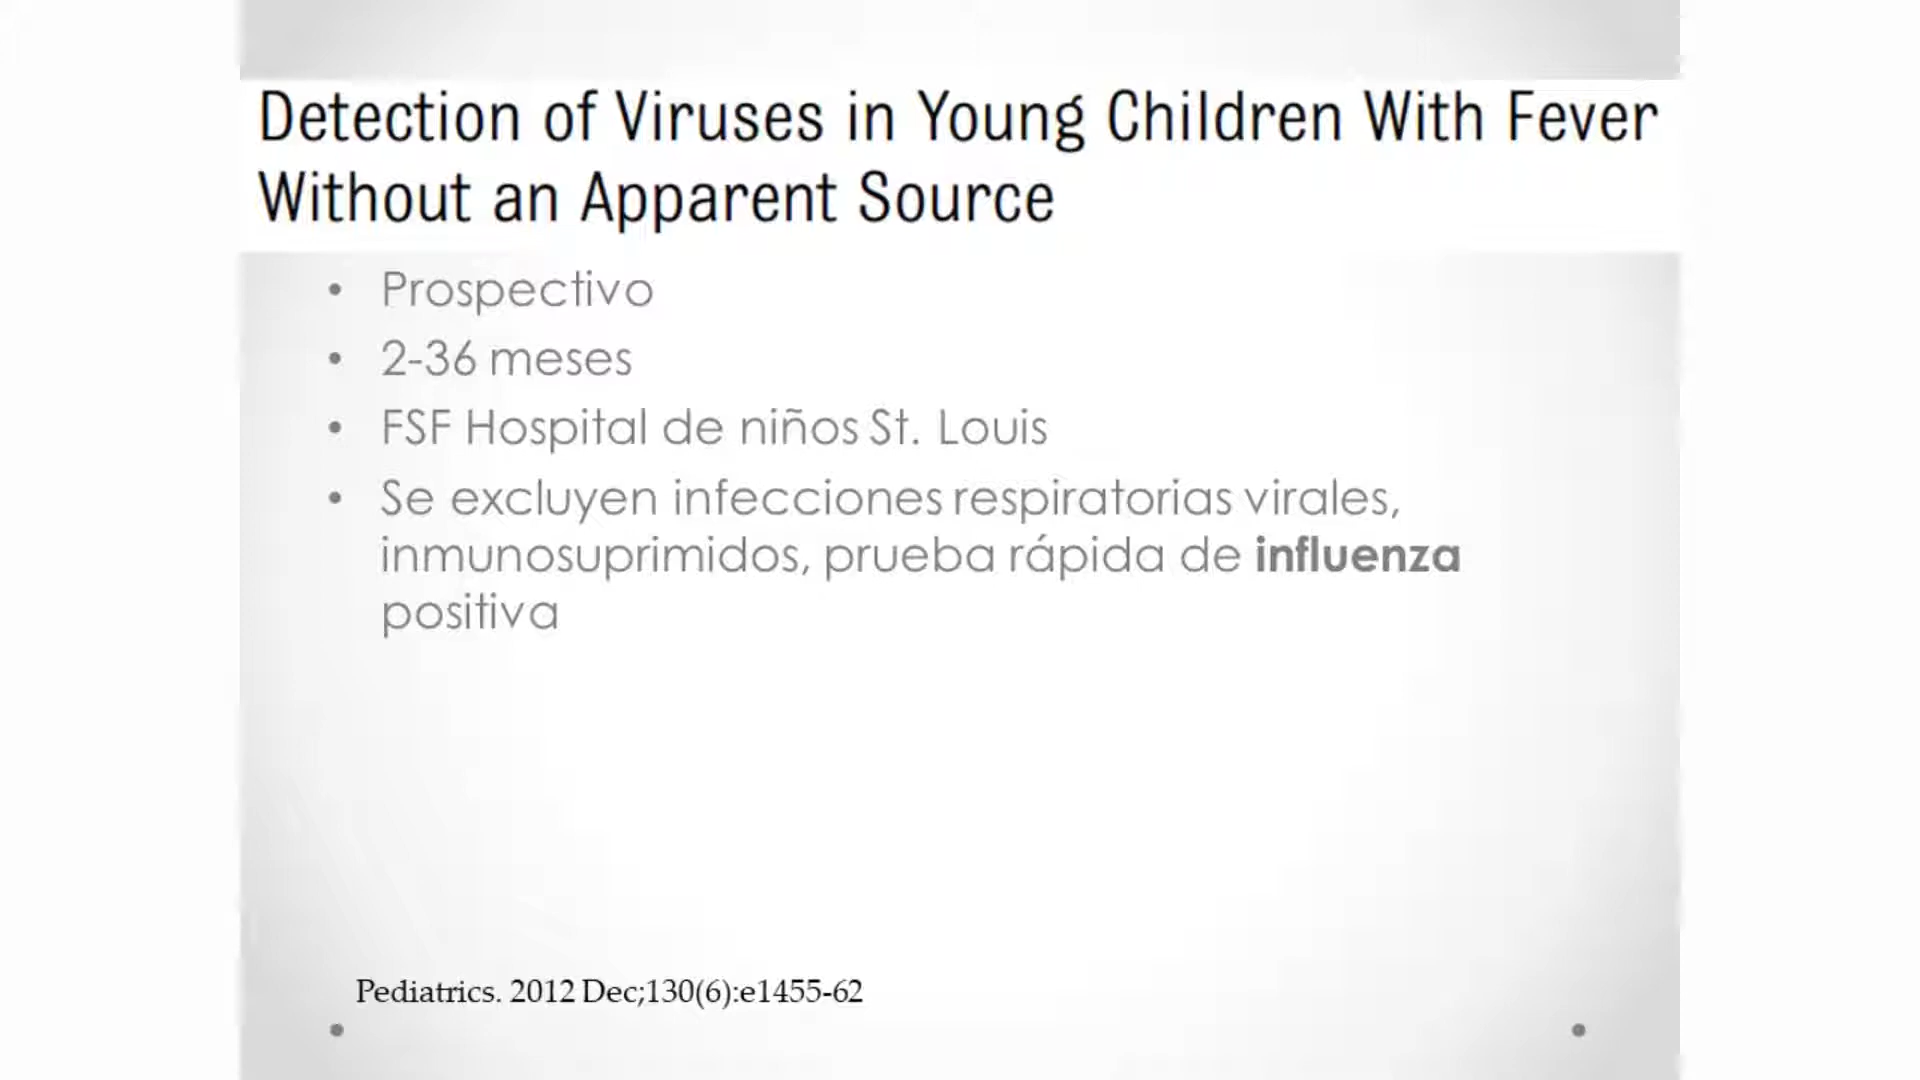 Detection of Viruses in Young Children With Fever
Without an Apparent Source
• Prospectivo
• 2-36 meses
• FSF Hospital de niños St. Louis
• Se excluyen infecciones respiratorias virales,
inmunosuprimidos, prueba rápida de influenza
positiva
Pediatrics. 2012 Dec;130(6):e1455-62